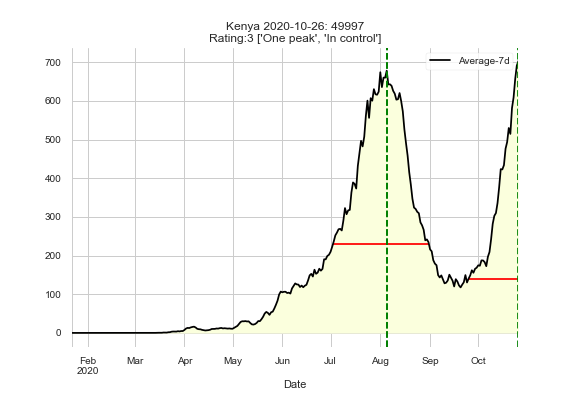 Kenya 2020-10-26: 49997
Rating:3 ['One peak', 'In control']
Average-7d
700
600
500
400
300
200
100
0
Feb Mar Apr May Jun Jul Aug Sep Oct
2020
Date